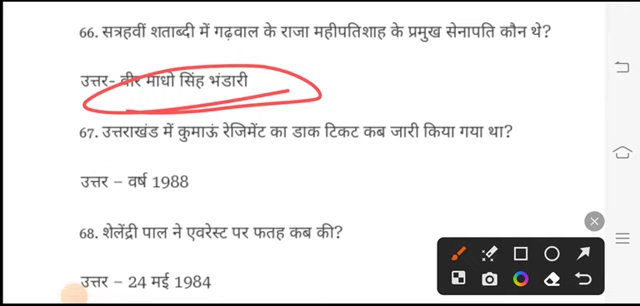 66. सत्रहवीं शताब्दी में गढ़वाल के राजा महीपतिशाह के प्रमुख सेनापति कौन थे?
उत्तर- वीर माधो सिंह भंडारी
67. उत्तराखंड में कुमाऊं रेजिमेंट का डाक टिकट कब जारी किया गया था?
उत्तर – वर्ष 1988
68. शेलेंद्री पाल ने एवरेस्ट पर फतह कब की?
उत्तर – 24 मई 1984